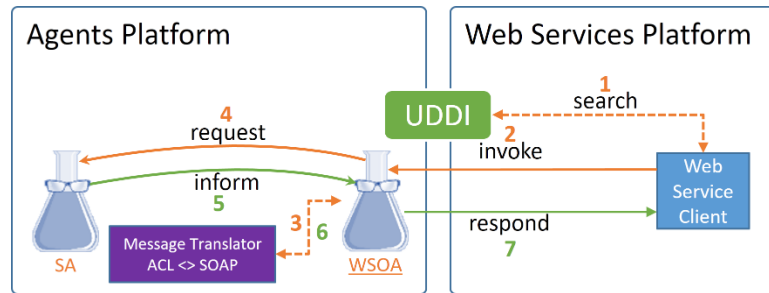 Agents Platform
Web Services Platform
1
search
UDDI
4
request
2
invoke
inform
5
3
6
Web
Service
Client
respond
7
Message Translator
ACL <> SOAP
SA
WSOA